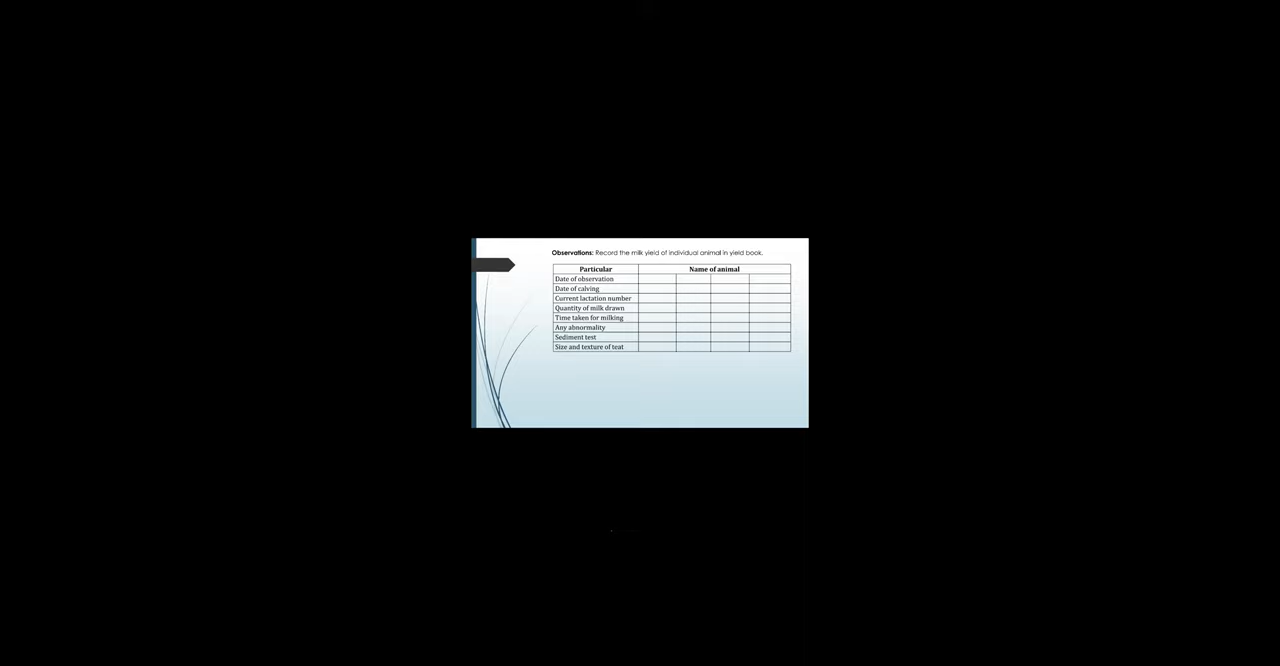 Observations: Record the milk yield of individual animal in yield book.
Particular Name of animal
Date of observation
Date of calving
Current lactation number
Quantity of milk drawn
Time taken for milking
Any abnormality
Sediment test
Size and texture of teat